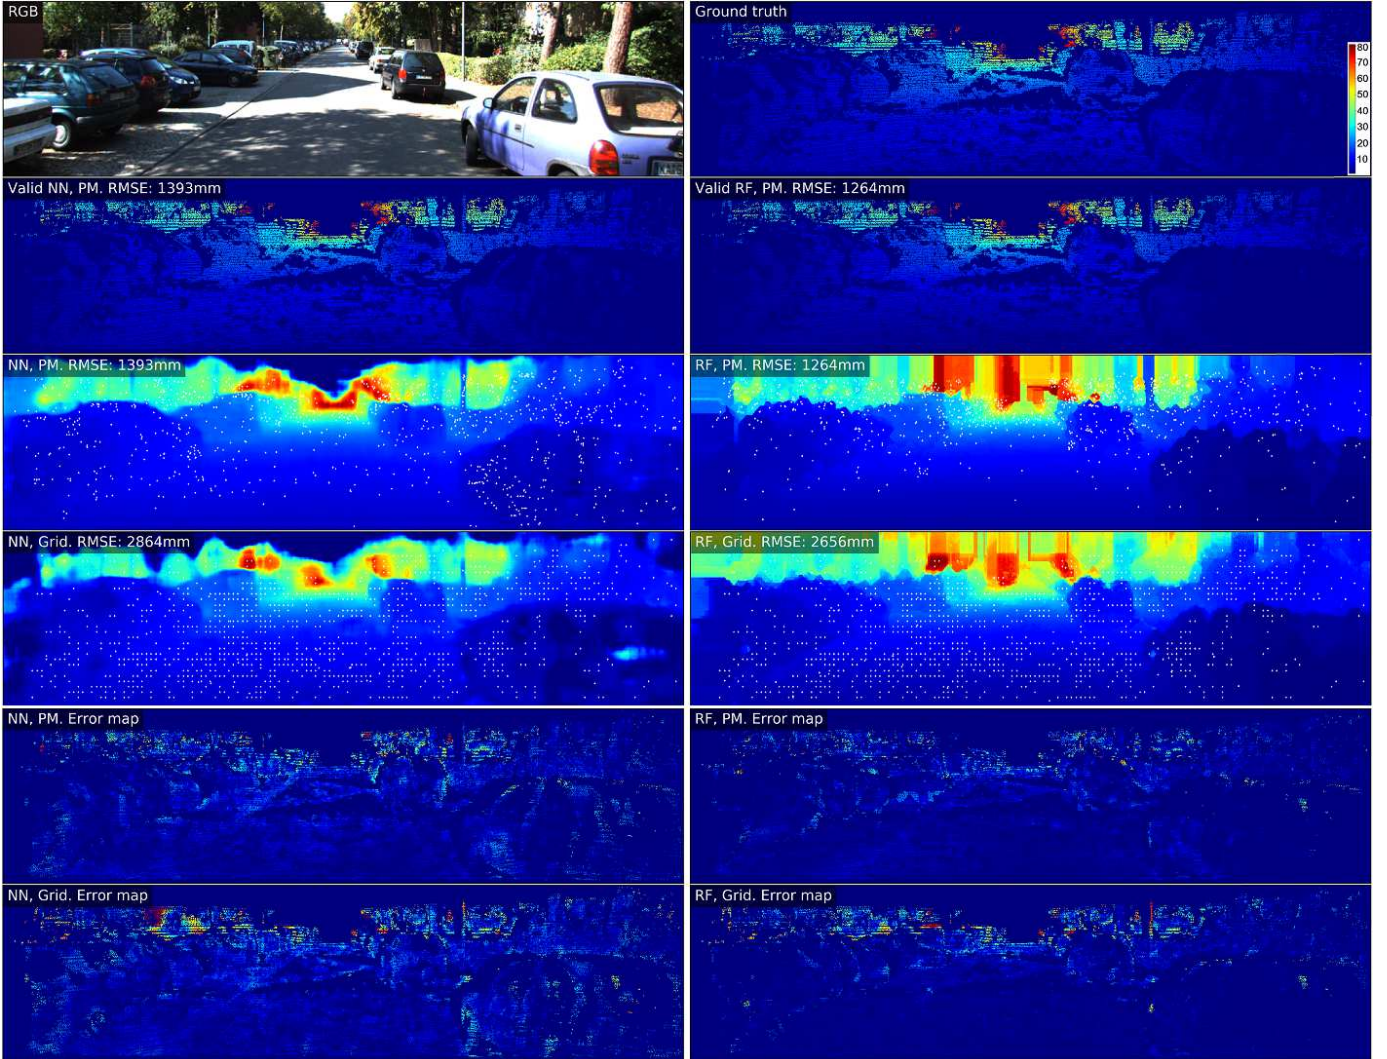 RGB
Ground truth
80
70
60
50
40
30
20
10
Valid NN, PM. RMSE: 1393mm
Valid RF, PM. RMSE: 1264mm
NN, PM. RMSE: 1393mm
RF, PM. RMSE: 1264mm
NN, Grid. RMSE: 2864mm
RF, Grid. RMSE: 2656mm
NN, PM. Error map
RF, PM. Error map
NN, Grid. Error map
RF, Grid. Error map